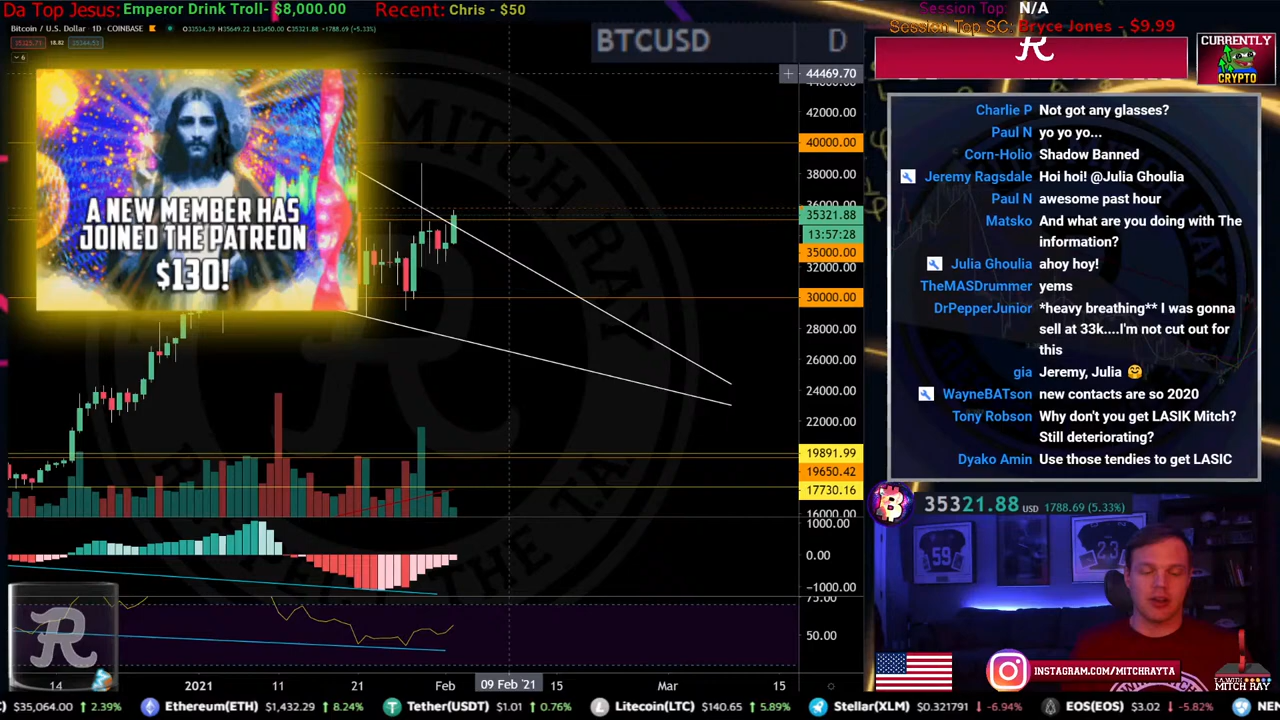 Da Top Jesus: Emperor Drink Troll- $8,000.00
Recent: Chris - $50
Session Top: N/A
Session Top SC: Bryce Jones - $9.99
Bitcoin / U.S. Dollar 1D COINBASE
BTCUSD D
A NEW MEMBER HAS
JOINED THE PATREON
$130!
44469.70
42000.00
40000.00
38000.00
36000.00
35321.88
13:57:28
35000.00
32000.00
30000.00
28000.00
26000.00
24000.00
22000.00
19891.99
19650.42
17730.16
16000.00
1000.00
0.00
-1000.00
75.00
50.00
14 2021 11 21 Feb 09 Feb '21 15 Mar 15
CURRENTLY
CRYPTO
Charlie P Not got any glasses?
Paul N yo yo yo...
Corn-Holio Shadow Banned
Jeremy Ragsdale Hoi hoi! @Julia Ghoulia
Paul N awesome past hour
Matsko And what are you doing with The
information?
Julia Ghoulia ahoy hoy!
TheMASDrummer yems
DrPepperJunior *heavy breathing** I was gonna
sell at 33k....I'm not cut out for
this
gia Jeremy, Julia 🤗
WayneBATson new contacts are so 2020
Tony Robson Why don't you get LASIK Mitch?
Still deteriorating?
Dyako Amin Use those tendies to get LASIC
35321.88 USD 1788.69 (5.33%)
59
23
INSTAGRAM.COM/MITCHRAYTA
MITCH RAY
$35,064.00 2.39% Ethereum(ETH) $1,432.29 8.24% Tether(USDT) $1.01 0.76% Litecoin(LTC) $140.65 5.89% Stellar(XLM) $0.321791 -6.94% EOS(EOS) $3.02 -5.82% NEM